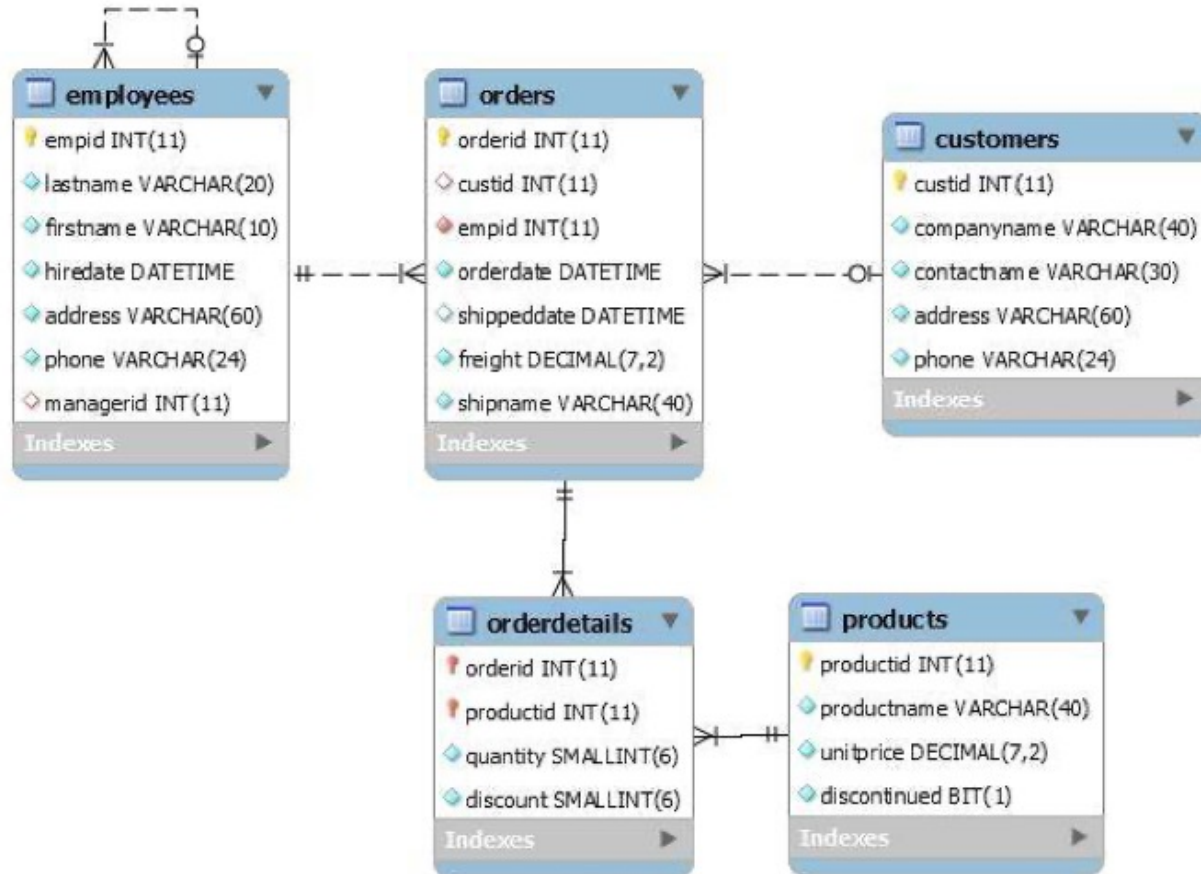 employees
empid INT(11)
lastname VARCHAR(20)
firstname VARCHAR(10)
hiredate DATETIME
address VARCHAR(60)
phone VARCHAR(24)
managerid INT(11)
Indexes
orders
orderid INT(11)
custid INT(11)
empid INT(11)
orderdate DATETIME
shippeddate DATETIME
freight DECIMAL(7,2)
shipname VARCHAR(40)
Indexes
customers
custid INT(11)
companyname VARCHAR(40)
contactname VARCHAR(30)
address VARCHAR(60)
phone VARCHAR(24)
Indexes
orderdetails
orderid INT(11)
productid INT(11)
quantity SMALLINT(6)
discount SMALLINT(6)
Indexes
products
productid INT(11)
productname VARCHAR(40)
unitprice DECIMAL(7,2)
discontinued BIT(1)
Indexes